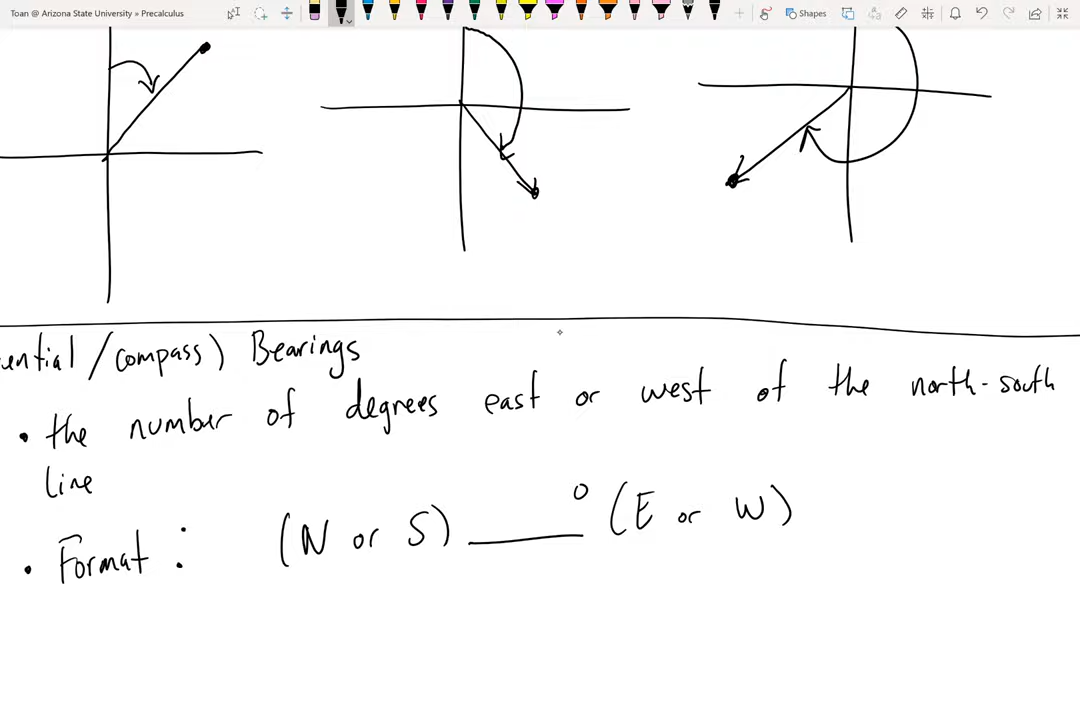 Toan @ Arizona State University » Precalculus
Shapes
ential / compass) Bearings
• the number of degrees east or west of the north-south
line
• Format : (N or S) ____° (E or W)